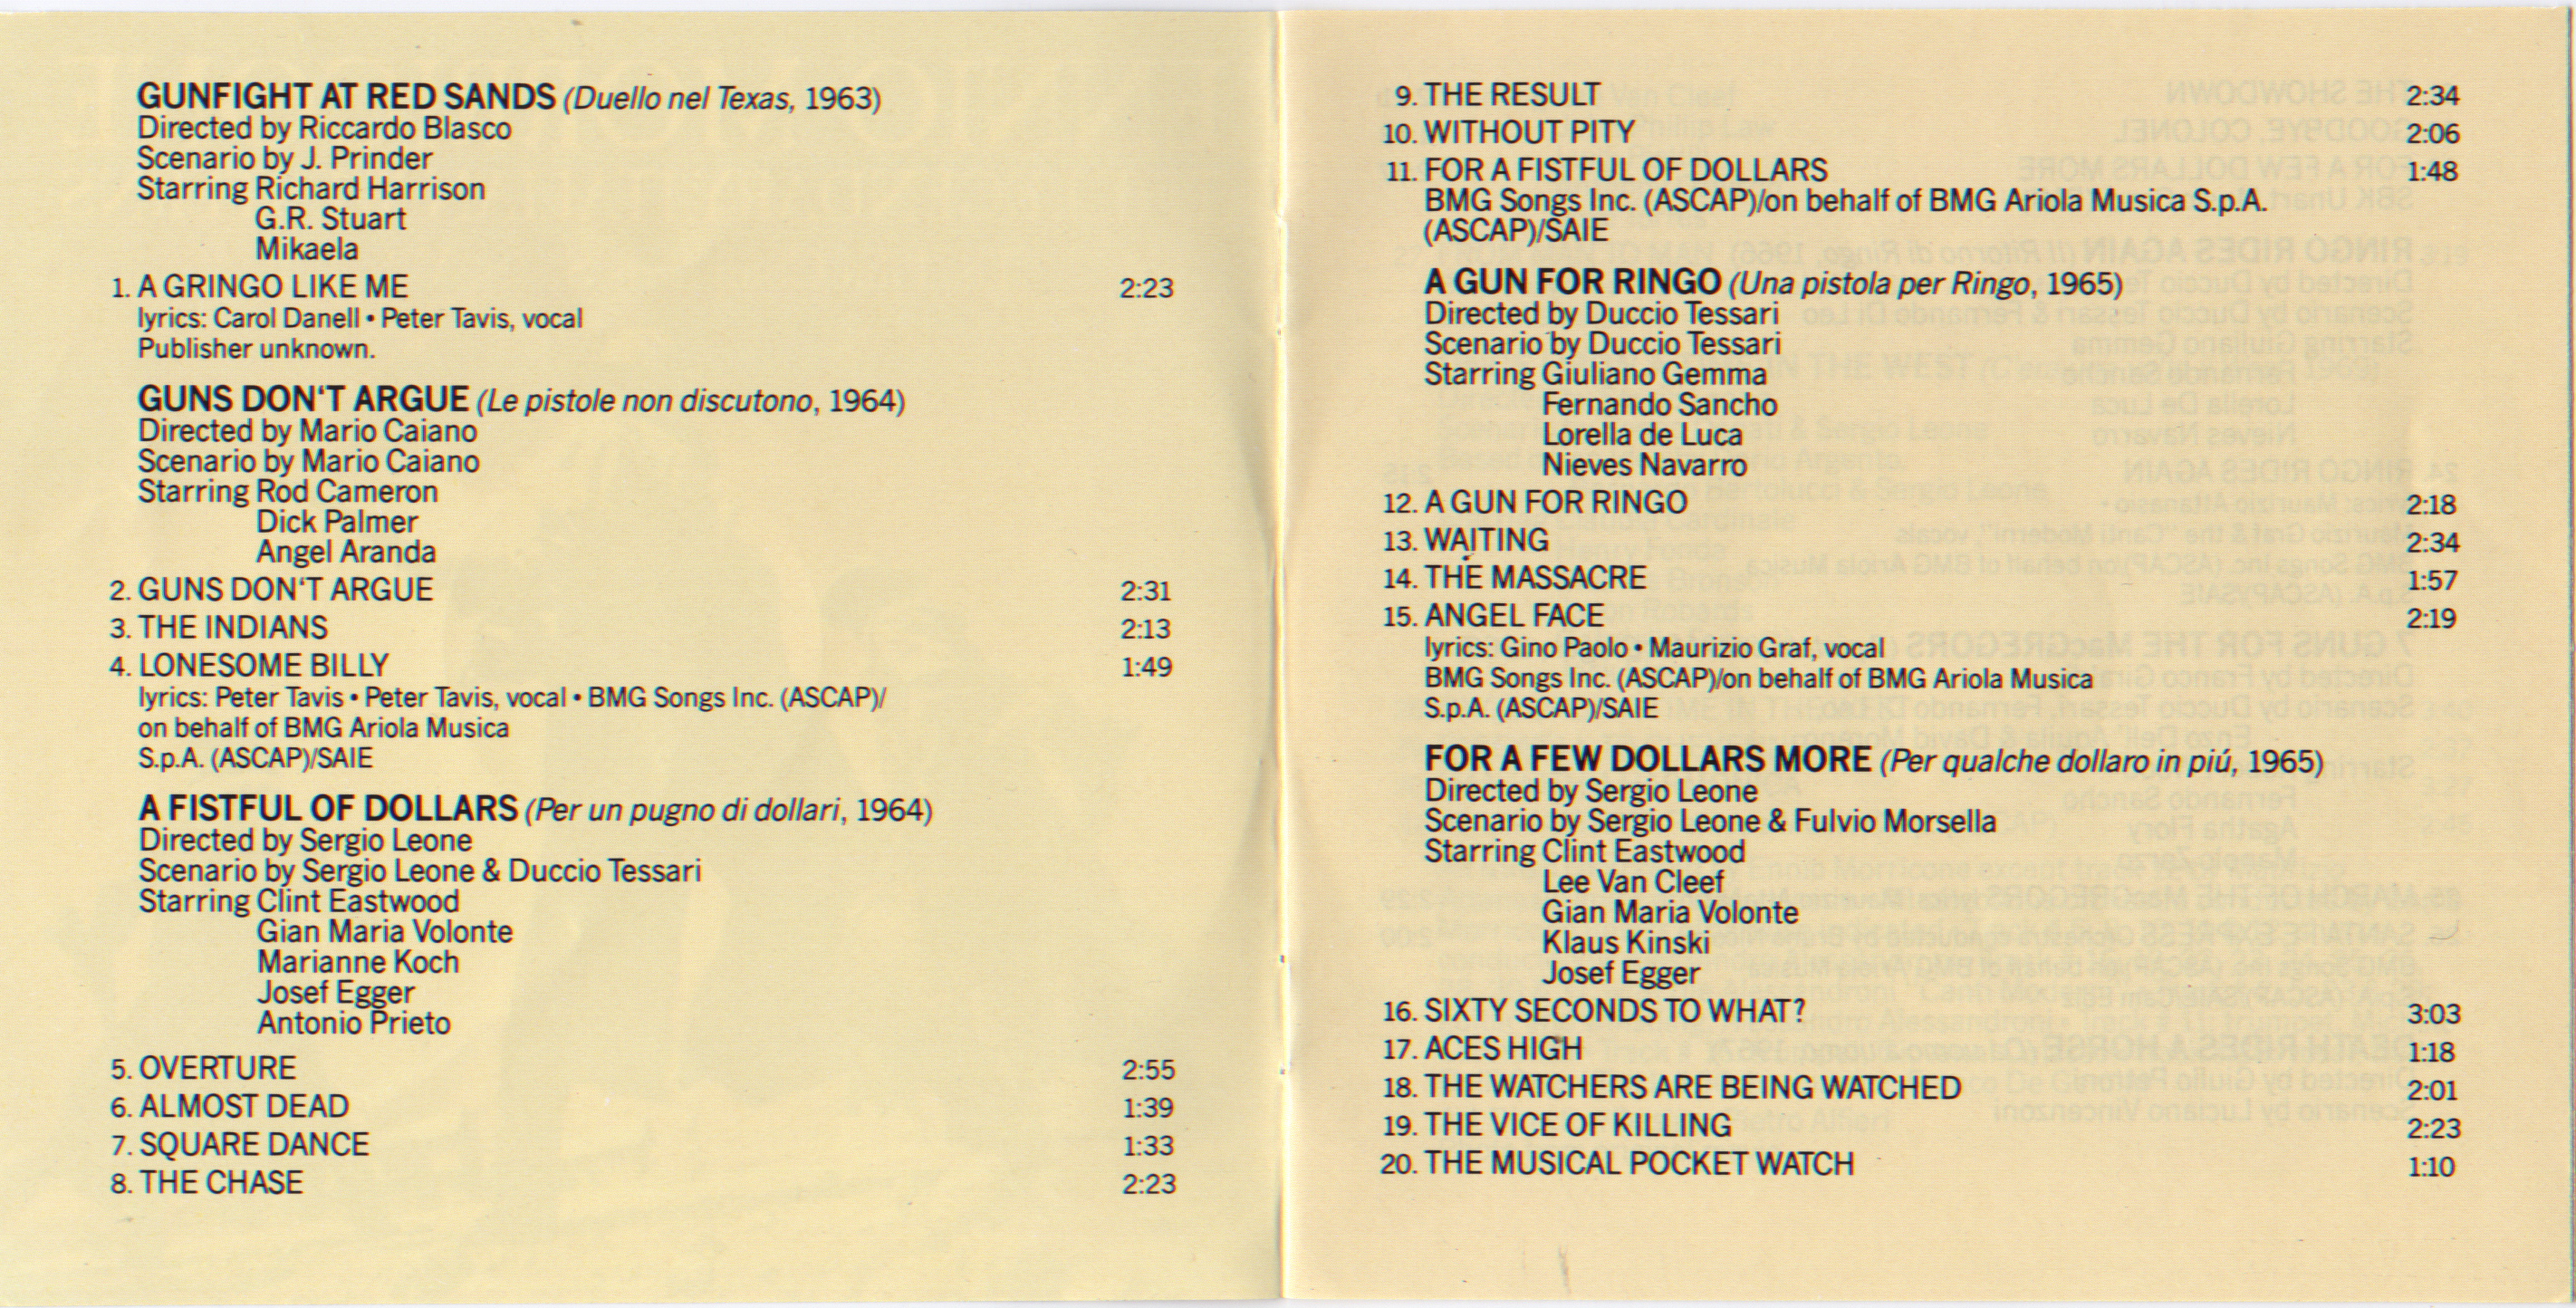 GUNFIGHT AT RED SANDS (Duello nel Texas, 1963)
Directed by Riccardo Blasco
Scenario by J. Prinder
Starring Richard Harrison
G.R. Stuart
Mikaela
1. A GRINGO LIKE ME 2:23
lyrics: Carol Danell • Peter Tavis, vocal
Publisher unknown.
GUNS DON'T ARGUE (Le pistole non discutono, 1964)
Directed by Mario Caiano
Scenario by Mario Caiano
Starring Rod Cameron
Dick Palmer
Angel Aranda
2. GUNS DON'T ARGUE 2:31
3. THE INDIANS 2:13
4. LONESOME BILLY 1:49
lyrics: Peter Tavis • Peter Tavis, vocal • BMG Songs Inc. (ASCAP)/
on behalf of BMG Ariola Musica
S.p.A. (ASCAP)/SAIE
A FISTFUL OF DOLLARS (Per un pugno di dollari, 1964)
Directed by Sergio Leone
Scenario by Sergio Leone & Duccio Tessari
Starring Clint Eastwood
Gian Maria Volonte
Marianne Koch
Josef Egger
Antonio Prieto
5. OVERTURE 2:55
6. ALMOST DEAD 1:39
7. SQUARE DANCE 1:33
8. THE CHASE 2:23
9. THE RESULT 2:34
10. WITHOUT PITY 2:06
11. FOR A FISTFUL OF DOLLARS 1:48
BMG Songs Inc. (ASCAP)/on behalf of BMG Ariola Musica S.p.A.
(ASCAP)/SAIE
A GUN FOR RINGO (Una pistola per Ringo, 1965)
Directed by Duccio Tessari
Scenario by Duccio Tessari
Starring Giuliano Gemma
Fernando Sancho
Lorella de Luca
Nieves Navarro
12. A GUN FOR RINGO 2:18
13. WAITING 2:34
14. THE MASSACRE 1:57
15. ANGEL FACE 2:19
lyrics: Gino Paolo • Maurizio Graf, vocal
BMG Songs Inc. (ASCAP)/on behalf of BMG Ariola Musica
S.p.A. (ASCAP)/SAIE
FOR A FEW DOLLARS MORE (Per qualche dollaro in piú, 1965)
Directed by Sergio Leone
Scenario by Sergio Leone & Fulvio Morsella
Starring Clint Eastwood
Lee Van Cleef
Gian Maria Volonte
Klaus Kinski
Josef Egger
16. SIXTY SECONDS TO WHAT? 3:03
17. ACES HIGH 1:18
18. THE WATCHERS ARE BEING WATCHED 2:01
19. THE VICE OF KILLING 2:23
20. THE MUSICAL POCKET WATCH 1:10